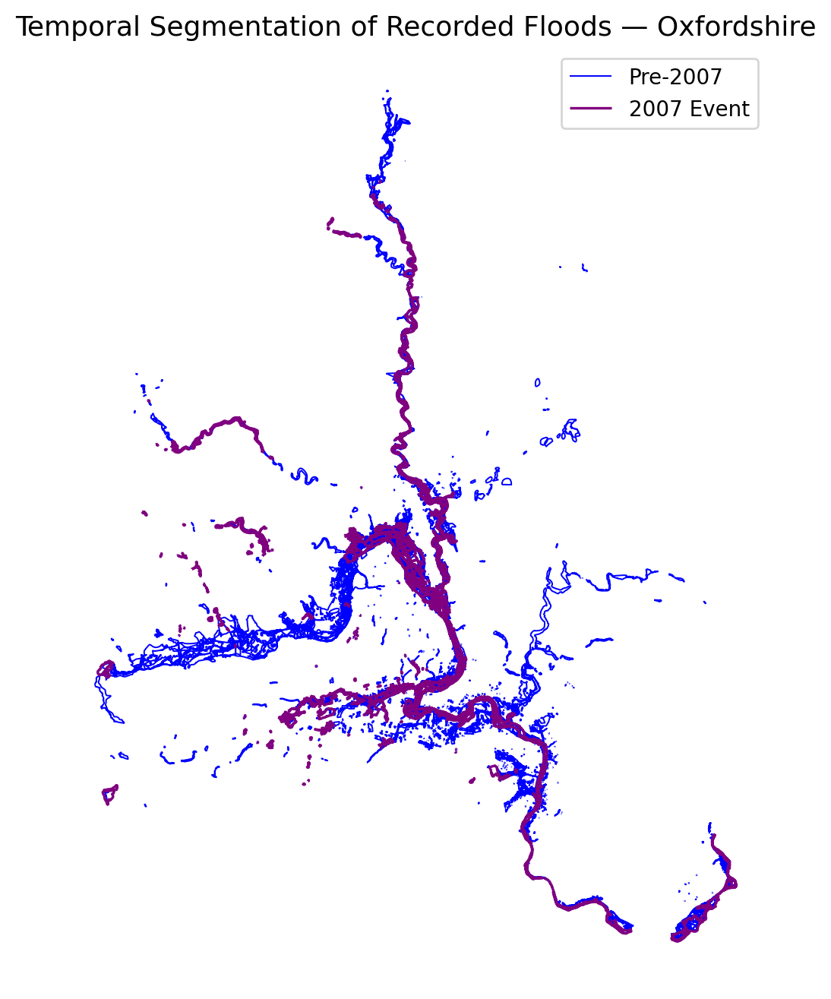 Temporal Segmentation of Recorded Floods — Oxfordshire
Pre-2007
2007 Event